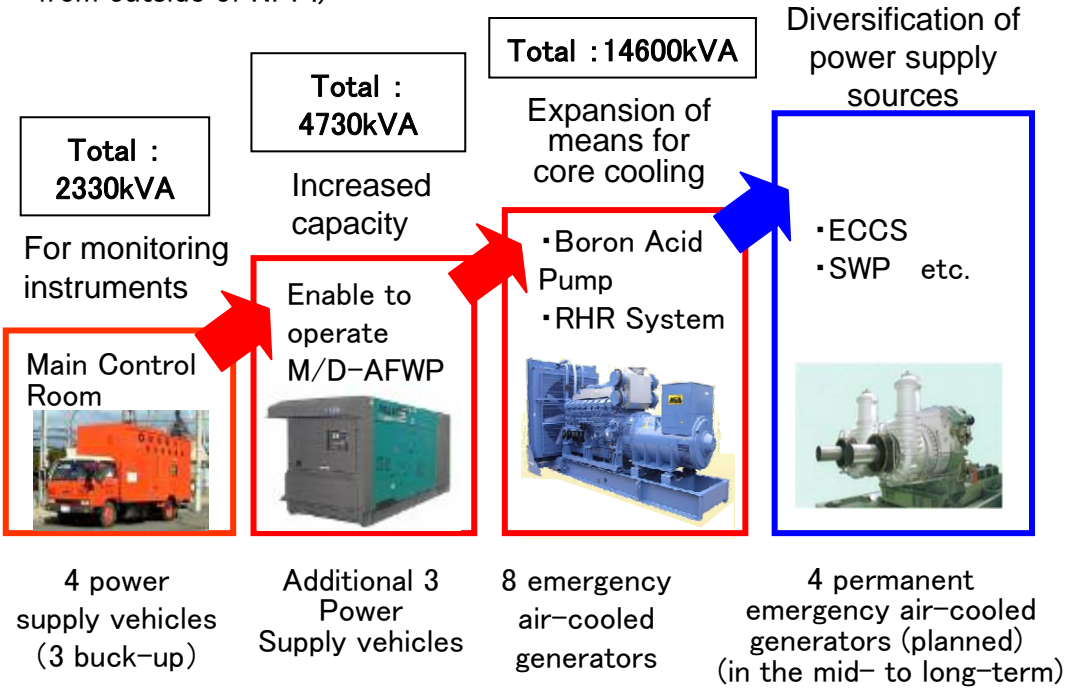 Total :
2330kVA
For monitoring
instruments
Main Control
Room
4 power
supply vehicles
(3 buck-up)
Total :
4730kVA
Increased
capacity
Enable to
operate
M/D-AFWP
Additional 3
Power
Supply vehicles
Total :14600kVA
Expansion of
means for
core cooling
・Boron Acid
Pump
・RHR System
8 emergency
air-cooled
generators
Diversification of
power supply
sources
・ECCS
・SWP etc.
4 permanent
emergency air-cooled
generators (planned)
(in the mid- to long-term)